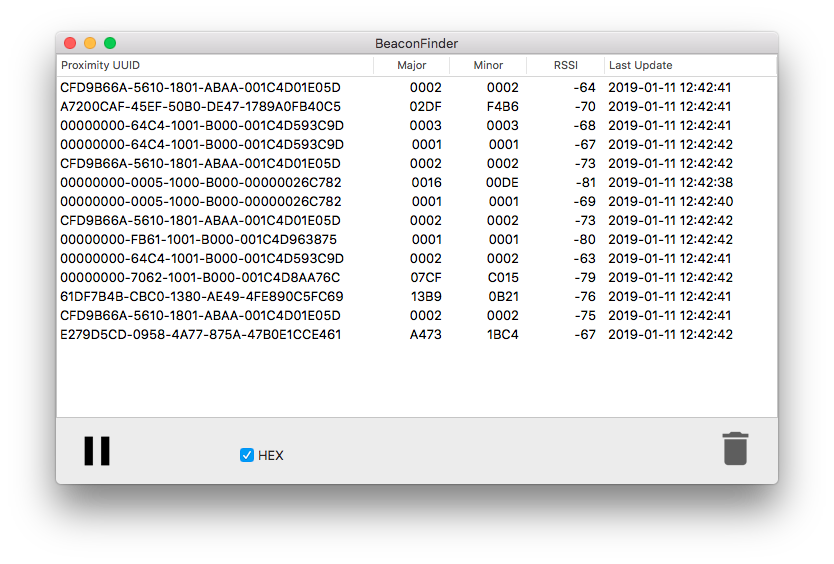 BeaconFinder
Proximity UUID Major Minor RSSI Last Update
CFD9B66A-5610-1801-ABAA-001C4D01E05D 0002 0002 -64 2019-01-11 12:42:41
A7200CAF-45EF-50B0-DE47-1789A0FB40C5 02DF F4B6 -70 2019-01-11 12:42:41
00000000-64C4-1001-B000-001C4D593C9D 0003 0003 -68 2019-01-11 12:42:41
00000000-64C4-1001-B000-001C4D593C9D 0001 0001 -67 2019-01-11 12:42:42
CFD9B66A-5610-1801-ABAA-001C4D01E05D 0002 0002 -73 2019-01-11 12:42:42
00000000-0005-1000-B000-00000026C782 0016 00DE -81 2019-01-11 12:42:38
00000000-0005-1000-B000-00000026C782 0001 0001 -69 2019-01-11 12:42:40
CFD9B66A-5610-1801-ABAA-001C4D01E05D 0002 0002 -73 2019-01-11 12:42:42
00000000-FB61-1001-B000-001C4D963875 0001 0001 -80 2019-01-11 12:42:42
00000000-64C4-1001-B000-001C4D593C9D 0002 0002 -63 2019-01-11 12:42:41
00000000-7062-1001-B000-001C4D8AA76C 07CF C015 -79 2019-01-11 12:42:42
61DF7B4B-CBC0-1380-AE49-4FE890C5FC69 13B9 0B21 -76 2019-01-11 12:42:41
CFD9B66A-5610-1801-ABAA-001C4D01E05D 0002 0002 -75 2019-01-11 12:42:41
E279D5CD-0958-4A77-875A-47B0E1CCE461 A473 1BC4 -67 2019-01-11 12:42:42
HEX